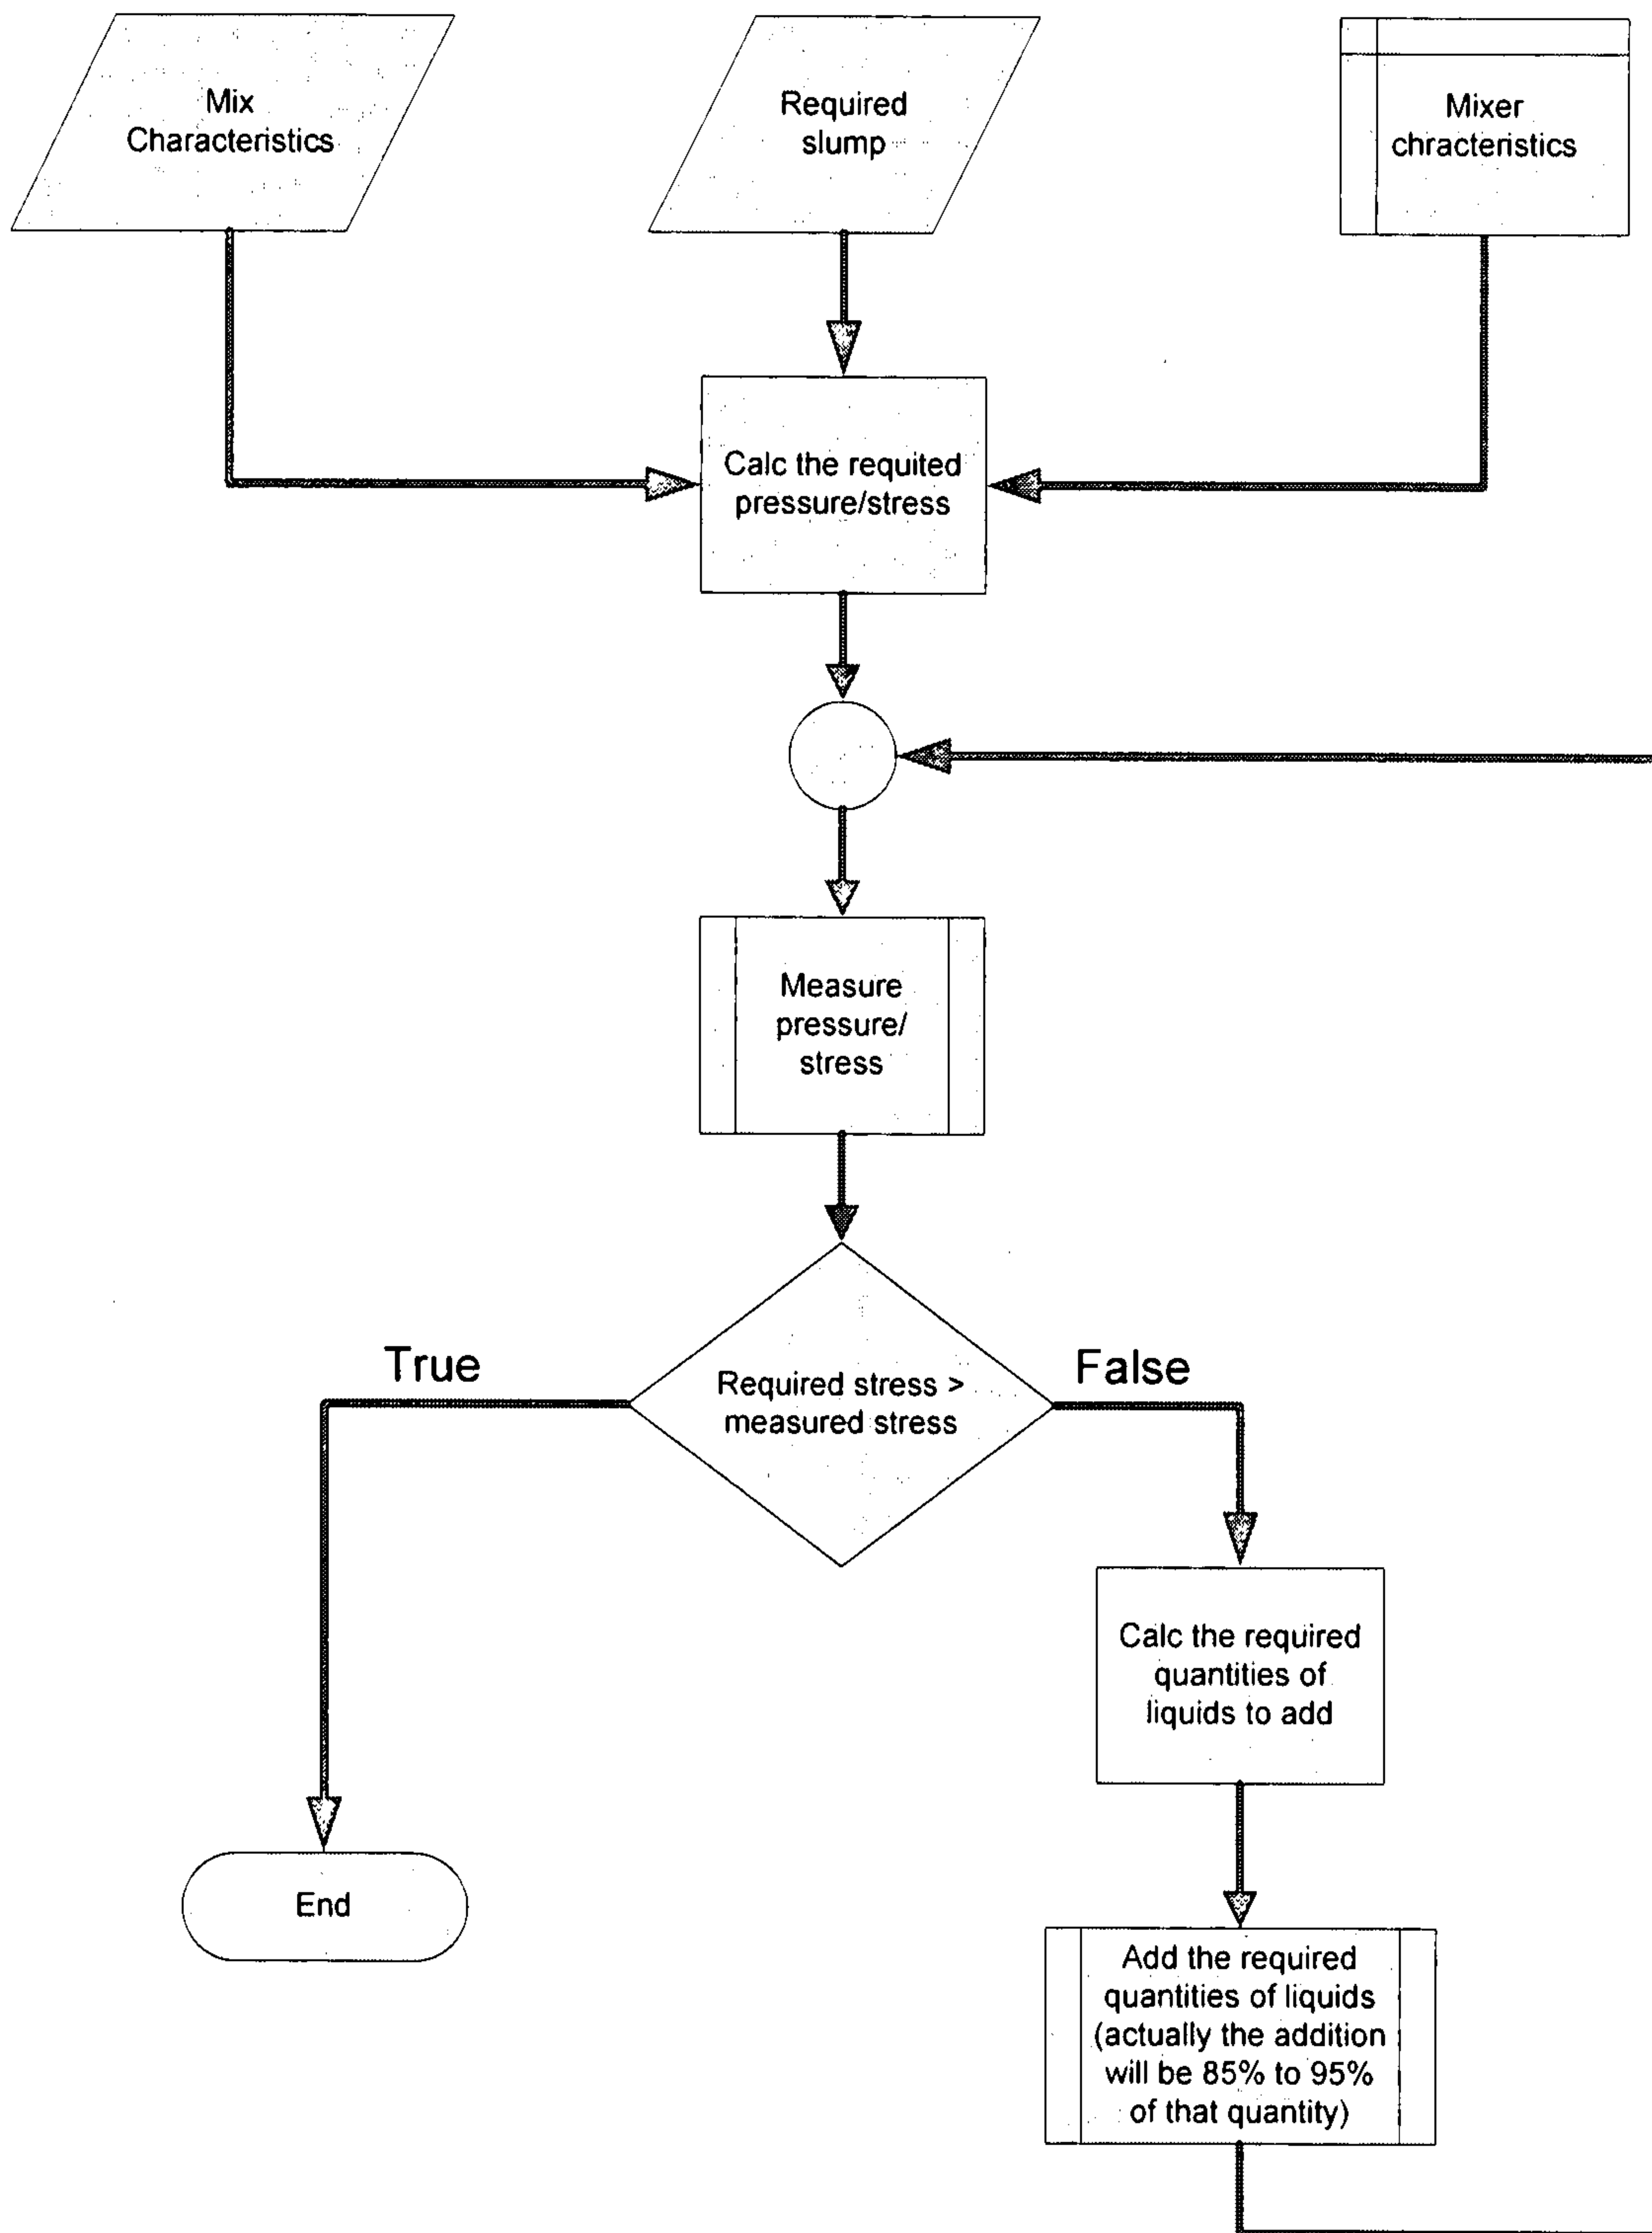 Mix
Characteristics
Required
slump
Mixer
chracteristics
Calc the requited
pressure/stress
Measure
pressure/
stress
True
False
Required stress >
measured stress
Calc the required
quantities of
liquids to add
End
Add the required
quantities of liquids
(actually the addition
will be 85% to 95%
of that quantity)